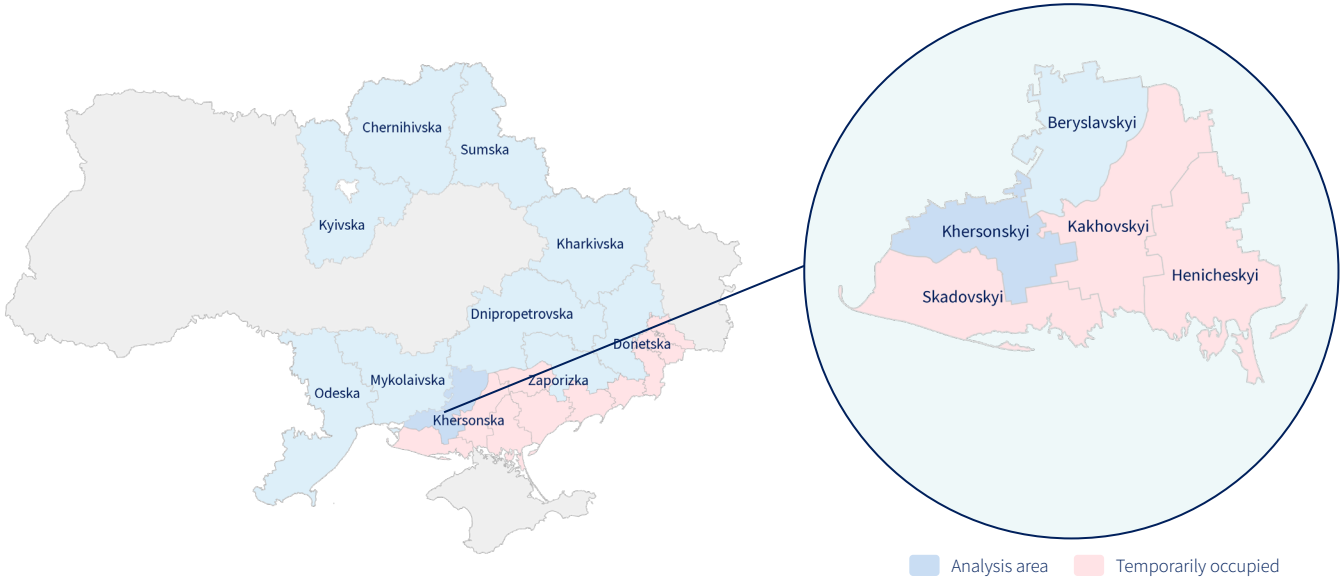 Chernihivska
Sumska
Kyivska
Kharkivska
Dnipropetrovska
Donetska
Mykolaivska
Zaporizka
Odeska
Khersonska
Beryslavskyi
Khersonskyi
Kakhovskyi
Henicheskyi
Skadovskyi
Analysis area
Temporarily occupied